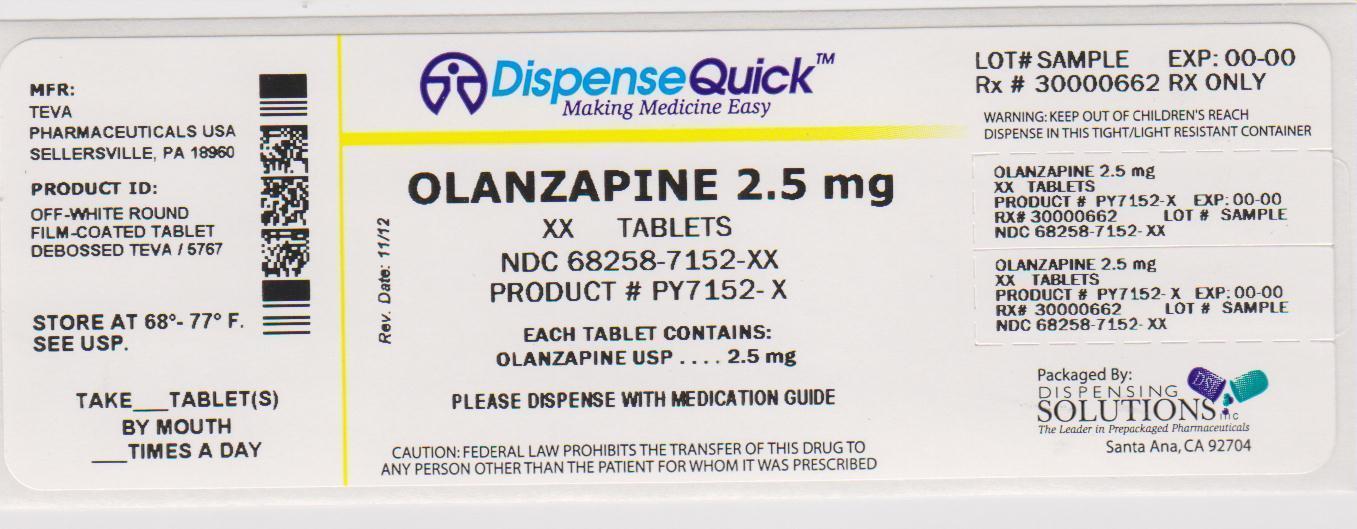 MFR:
TEVA
PHARMACEUTICALS USA
SELLERSVILLE, PA 18960
PRODUCT ID:
OFF-WHITE ROUND
FILM-COATED TABLET
DEBOSSED TEVA / 5767
STORE AT 68°- 77° F.
SEE USP.
TAKE___TABLET(S)
BY MOUTH
___TIMES A DAY
DispenseQuick™
Making Medicine Easy
OLANZAPINE 2.5 mg
XX TABLETS
NDC 68258-7152-XX
PRODUCT # PY7152- X
Rev. Date: 11/12
EACH TABLET CONTAINS:
OLANZAPINE USP . . . . 2.5 mg
PLEASE DISPENSE WITH MEDICATION GUIDE
CAUTION: FEDERAL LAW PROHIBITS THE TRANSFER OF THIS DRUG TO
ANY PERSON OTHER THAN THE PATIENT FOR WHOM IT WAS PRESCRIBED
LOT# SAMPLE EXP: 00-00
Rx # 30000662 RX ONLY
WARNING: KEEP OUT OF CHILDREN'S REACH
DISPENSE IN THIS TIGHT/LIGHT RESISTANT CONTAINER
OLANZAPINE 2.5 mg
XX TABLETS
PRODUCT # PY7152-X EXP: 00-00
RX# 30000662 LOT # SAMPLE
NDC 68258-7152- XX
OLANZAPINE 2.5 mg
XX TABLETS
PRODUCT # PY7152- X EXP: 00-00
RX# 30000662 LOT # SAMPLE
NDC 68258-7152- XX
Packaged By:
DSI
DISPENSING
SOLUTIONS inc
The Leader in Prepackaged Pharmaceuticals
Santa Ana, CA 92704